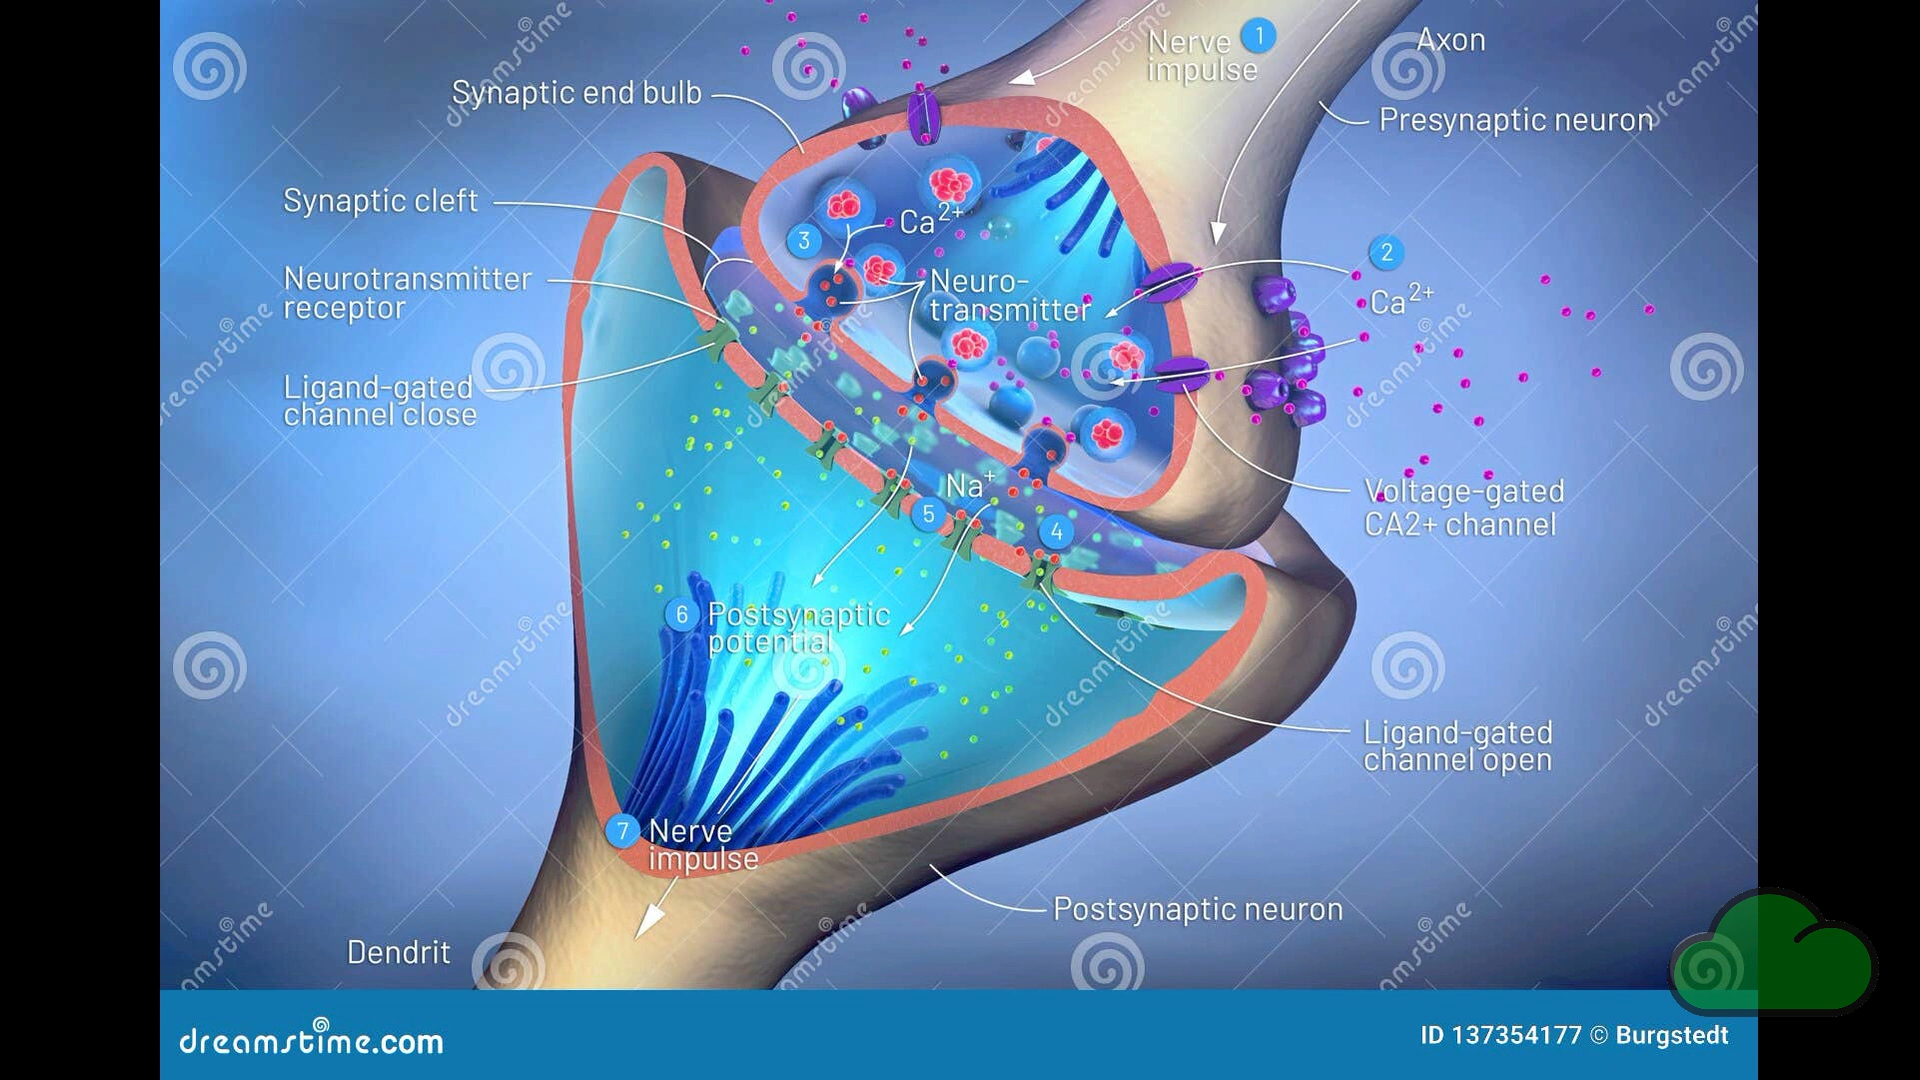 Nerve 1
impulse
Axon
Synaptic end bulb
Presynaptic neuron
Synaptic cleft
3
Ca2+
2
Neurotransmitter
receptor
Neuro-
transmitter
Ca2+
Ligand-gated
channel close
Na+
5
4
Voltage-gated
CA2+ channel
6 Postsynaptic
potential
Ligand-gated
channel open
7 Nerve
impulse
Postsynaptic neuron
Dendrit
dreamstime
dreamstime.com
ID 137354177 © Burgstedt